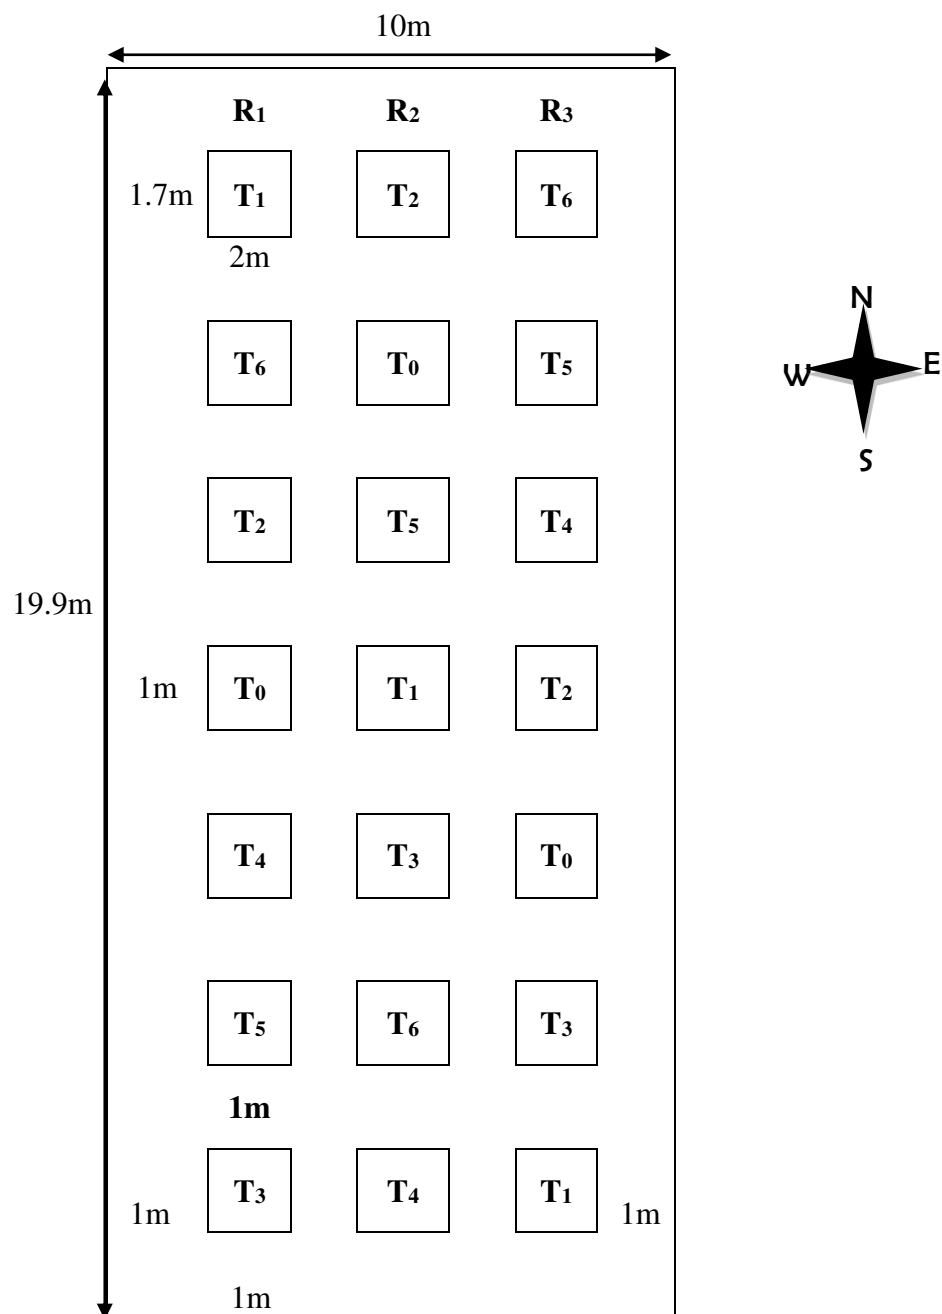 10m
R₁ R₂ R₃
1.7m T₁ T₂ T₆
2m
N
T₆ T₀ T₅
W E
S
T₂ T₅ T₄
19.9m
1m T₀ T₁ T₂
T₄ T₃ T₀
T₅ T₆ T₃
1m
T₃ T₄ T₁
1m 1m
1m